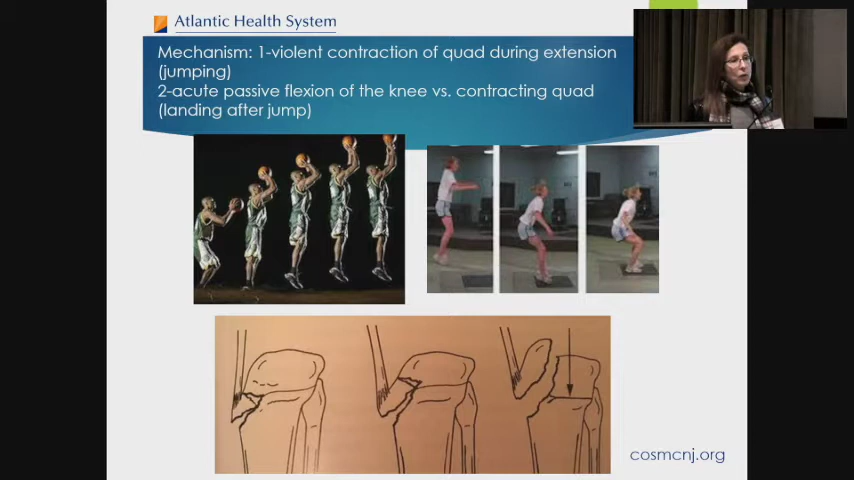 Atlantic Health System
Mechanism: 1-violent contraction of quad during extension
(jumping)
2-acute passive flexion of the knee vs. contracting quad
(landing after jump)
cosmcnj.org